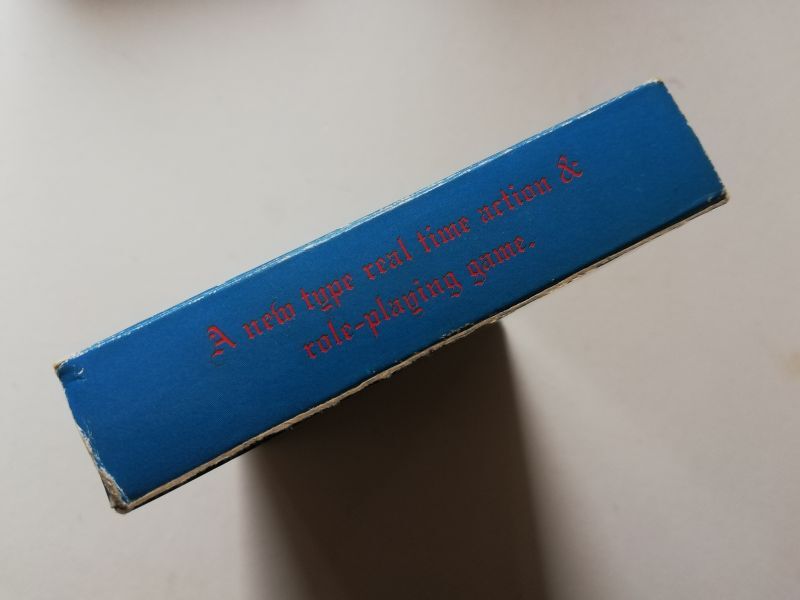 A new type real time action &
role-playing game.